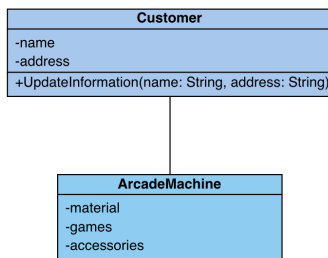 Customer
-name
-address
+UpdateInformation(name: String, address: String)
ArcadeMachine
-material
-games
-accessories